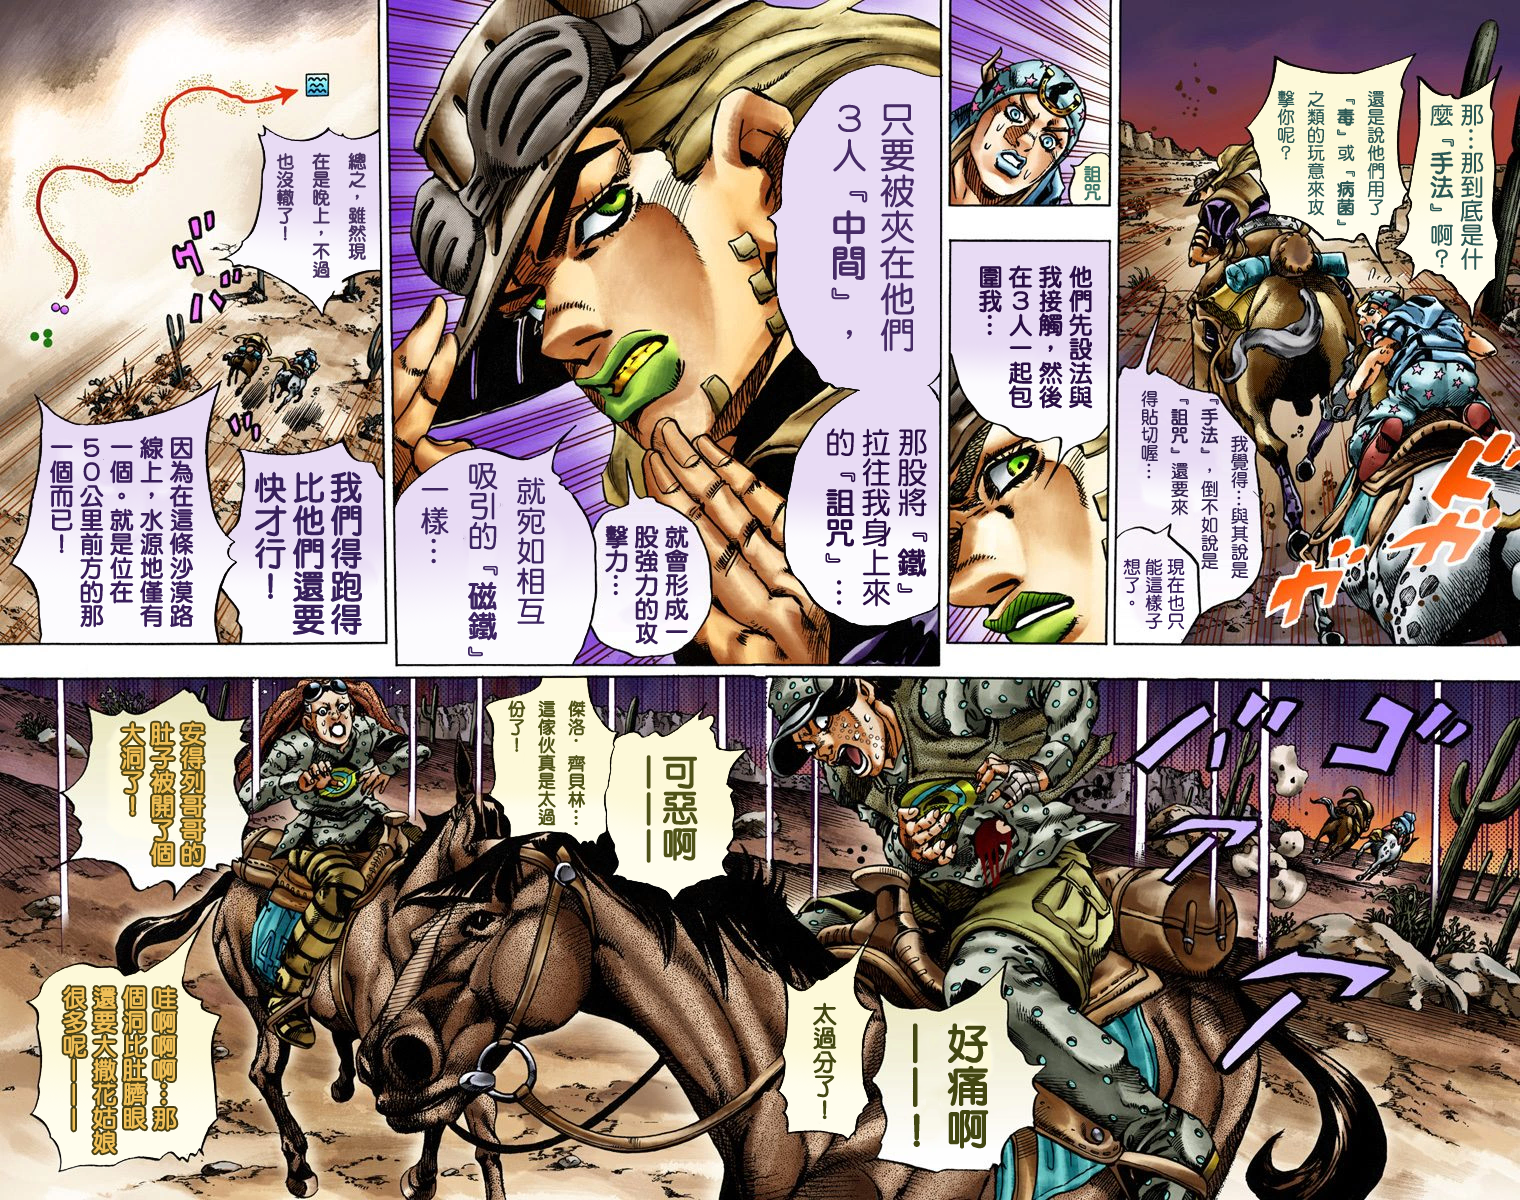 那…那到底是什
麼『手法』啊？
還是說他們用了
『毒』或『病菌』
之類的玩意來攻
擊你呢？
我覺得…與其說是
『手法』，倒不如說是
『詛咒』還要來
得貼切喔…
現在也只
能這樣子
想了。
ドド
ガガ
ガッ
詛咒
他們先設法與
我接觸，然後
在3人一起包
圍我…
只要被夾在他們
3人『中間』，
那股將『鐵』
拉往我身上來
的『詛咒』…
就會形成一
股強力的攻
擊力…
就宛如相互
吸引的『磁鐵』
一樣…
總之，雖然現
在是晚上，不過
也沒轍了！
我們得跑得
比他們還要
快才行！
因為在這條沙漠路
線上，水源地僅有
一個。就是位在
50公里前方的那
一個而已！
可惡啊
———
傑洛．齊貝林…
這傢伙真是太過
份了！
安得列哥哥的
肚子被開了個
大洞了！
好痛啊
——！
太過分了！
哇啊啊啊…那
個洞比肚臍眼
還要大撒花姑娘
很多呢———